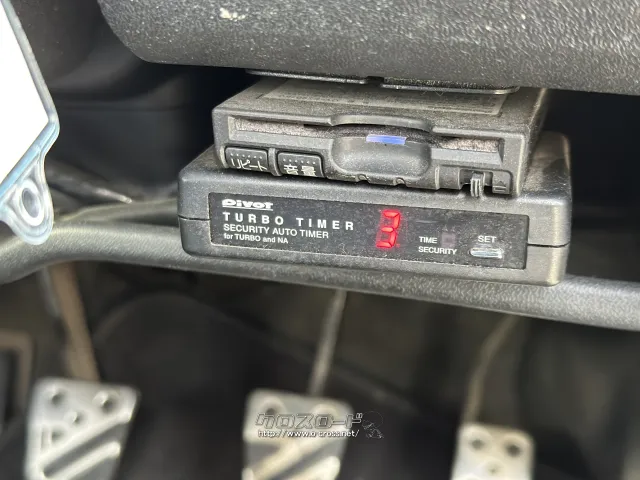 リピート 音量
PIVOT
TURBO TIMER
SECURITY AUTO TIMER
for TURBO and NA
3
TIME
SECURITY
SET
クロスロード
http://www.o-cross.net/